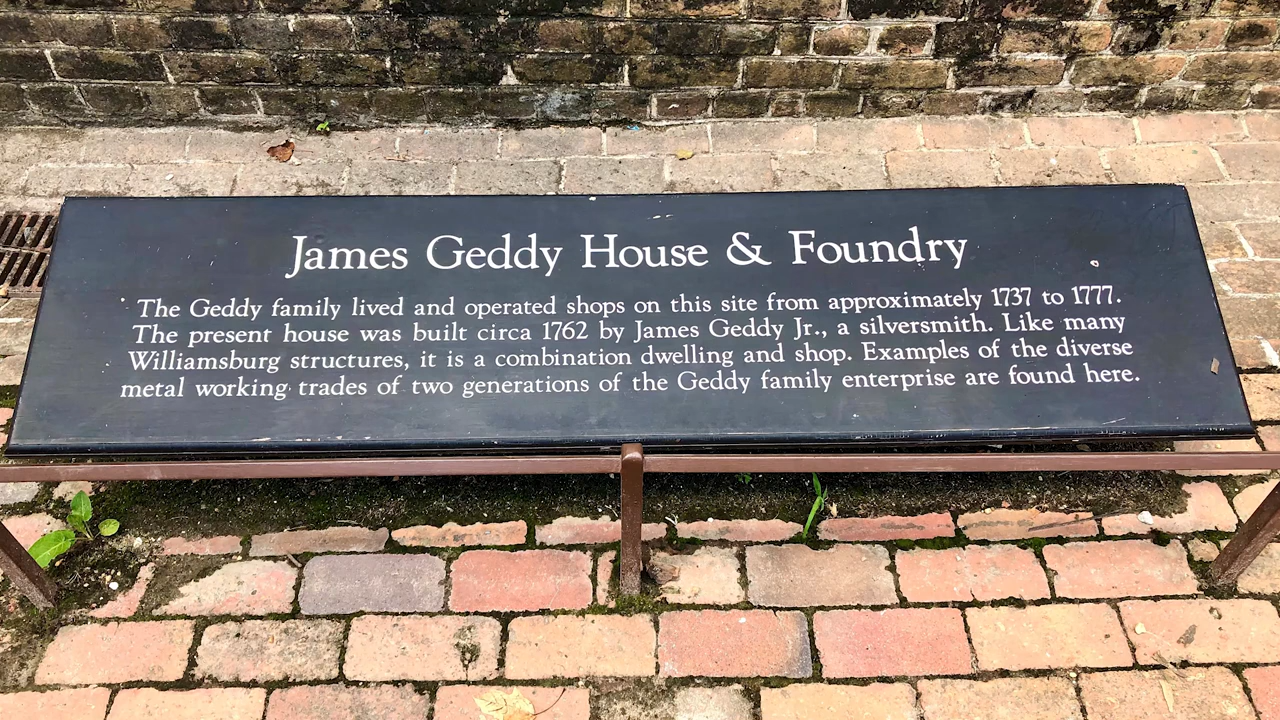 James Geddy House & Foundry
The Geddy family lived and operated shops on this site from approximately 1737 to 1777.
The present house was built circa 1762 by James Geddy Jr., a silversmith. Like many
Williamsburg structures, it is a combination dwelling and shop. Examples of the diverse
metal working trades of two generations of the Geddy family enterprise are found here.